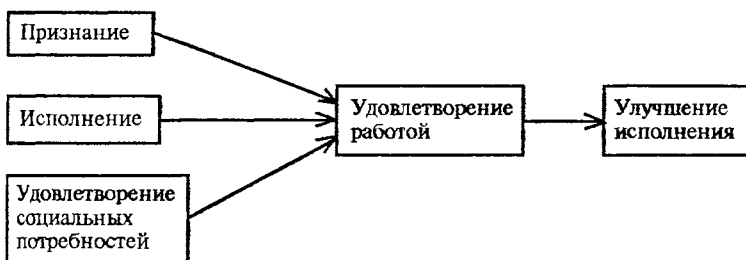 Признание
Исполнение
Удовлетворение
социальных
потребностей
Удовлетворение
работой
Улучшение
исполнения